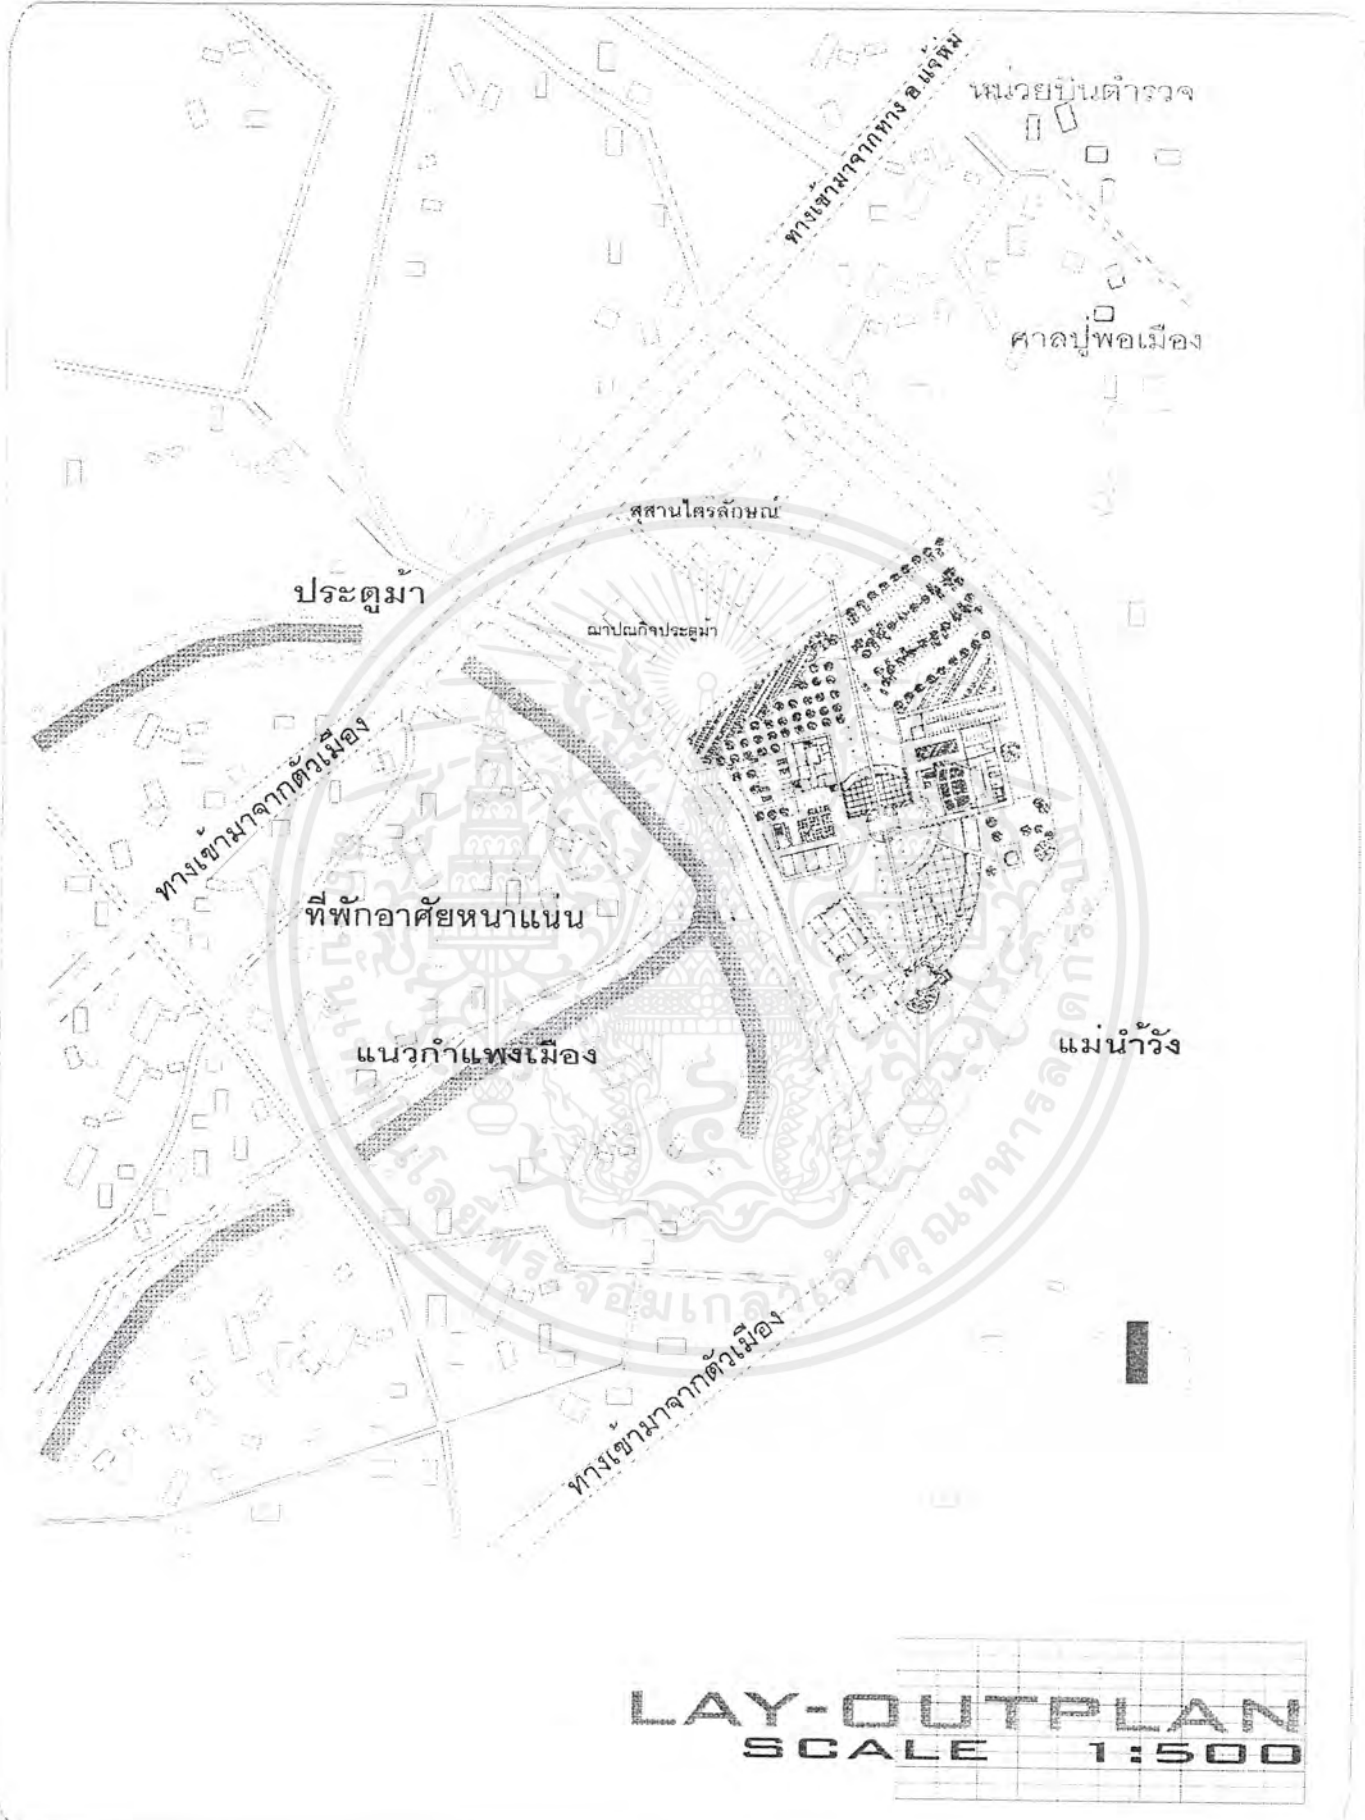 หน่วยบินตำรวจ
ทางเข้ามาจากทาง อ.แจ้ห่ม
ศาลปู่พ่อเมือง
สุสานไตรลักษณ์
ประตูม้า
ฌาปณกิจประตูม้า
ทางเข้ามาจากตัวเมือง
ที่พักอาศัยหนาแน่น
แนวกำแพงเมือง
แม่น้ำวัง
ทางเข้ามาจากตัวเมือง
LAY-OUTPLAN
SCALE 1:500